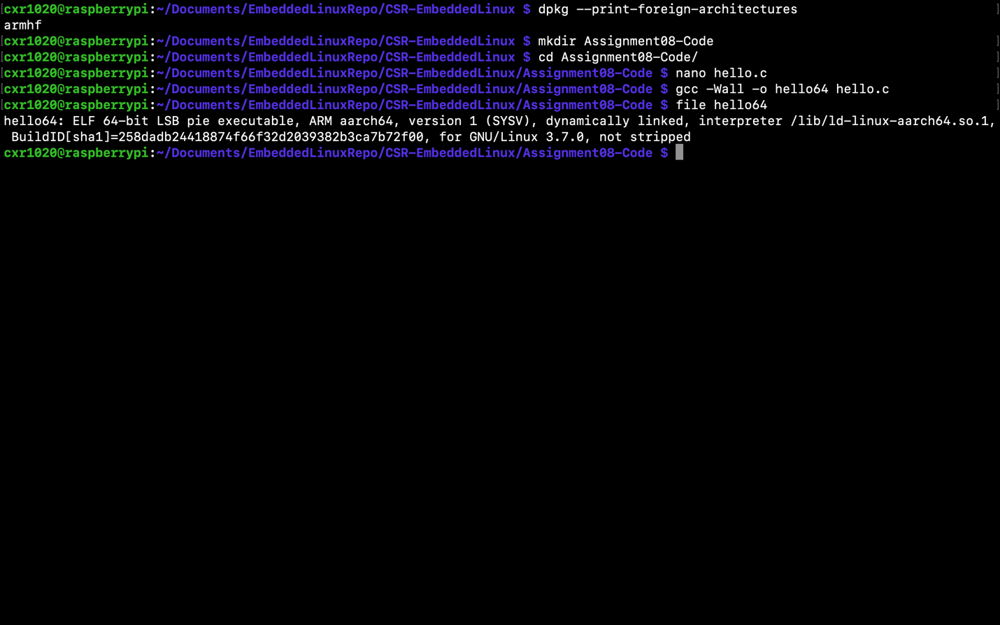 [cxr1020@raspberrypi:~/Documents/EmbeddedLinuxRepo/CSR-EmbeddedLinux $ dpkg --print-foreign-architectures ]
armhf
[cxr1020@raspberrypi:~/Documents/EmbeddedLinuxRepo/CSR-EmbeddedLinux $ mkdir Assignment08-Code ]
[cxr1020@raspberrypi:~/Documents/EmbeddedLinuxRepo/CSR-EmbeddedLinux $ cd Assignment08-Code/ ]
[cxr1020@raspberrypi:~/Documents/EmbeddedLinuxRepo/CSR-EmbeddedLinux/Assignment08-Code $ nano hello.c ]
[cxr1020@raspberrypi:~/Documents/EmbeddedLinuxRepo/CSR-EmbeddedLinux/Assignment08-Code $ gcc -Wall -o hello64 hello.c ]
[cxr1020@raspberrypi:~/Documents/EmbeddedLinuxRepo/CSR-EmbeddedLinux/Assignment08-Code $ file hello64 ]
hello64: ELF 64-bit LSB pie executable, ARM aarch64, version 1 (SYSV), dynamically linked, interpreter /lib/ld-linux-aarch64.so.1,
 BuildID[sha1]=258dadb24418874f66f32d2039382b3ca7b72f00, for GNU/Linux 3.7.0, not stripped
cxr1020@raspberrypi:~/Documents/EmbeddedLinuxRepo/CSR-EmbeddedLinux/Assignment08-Code $